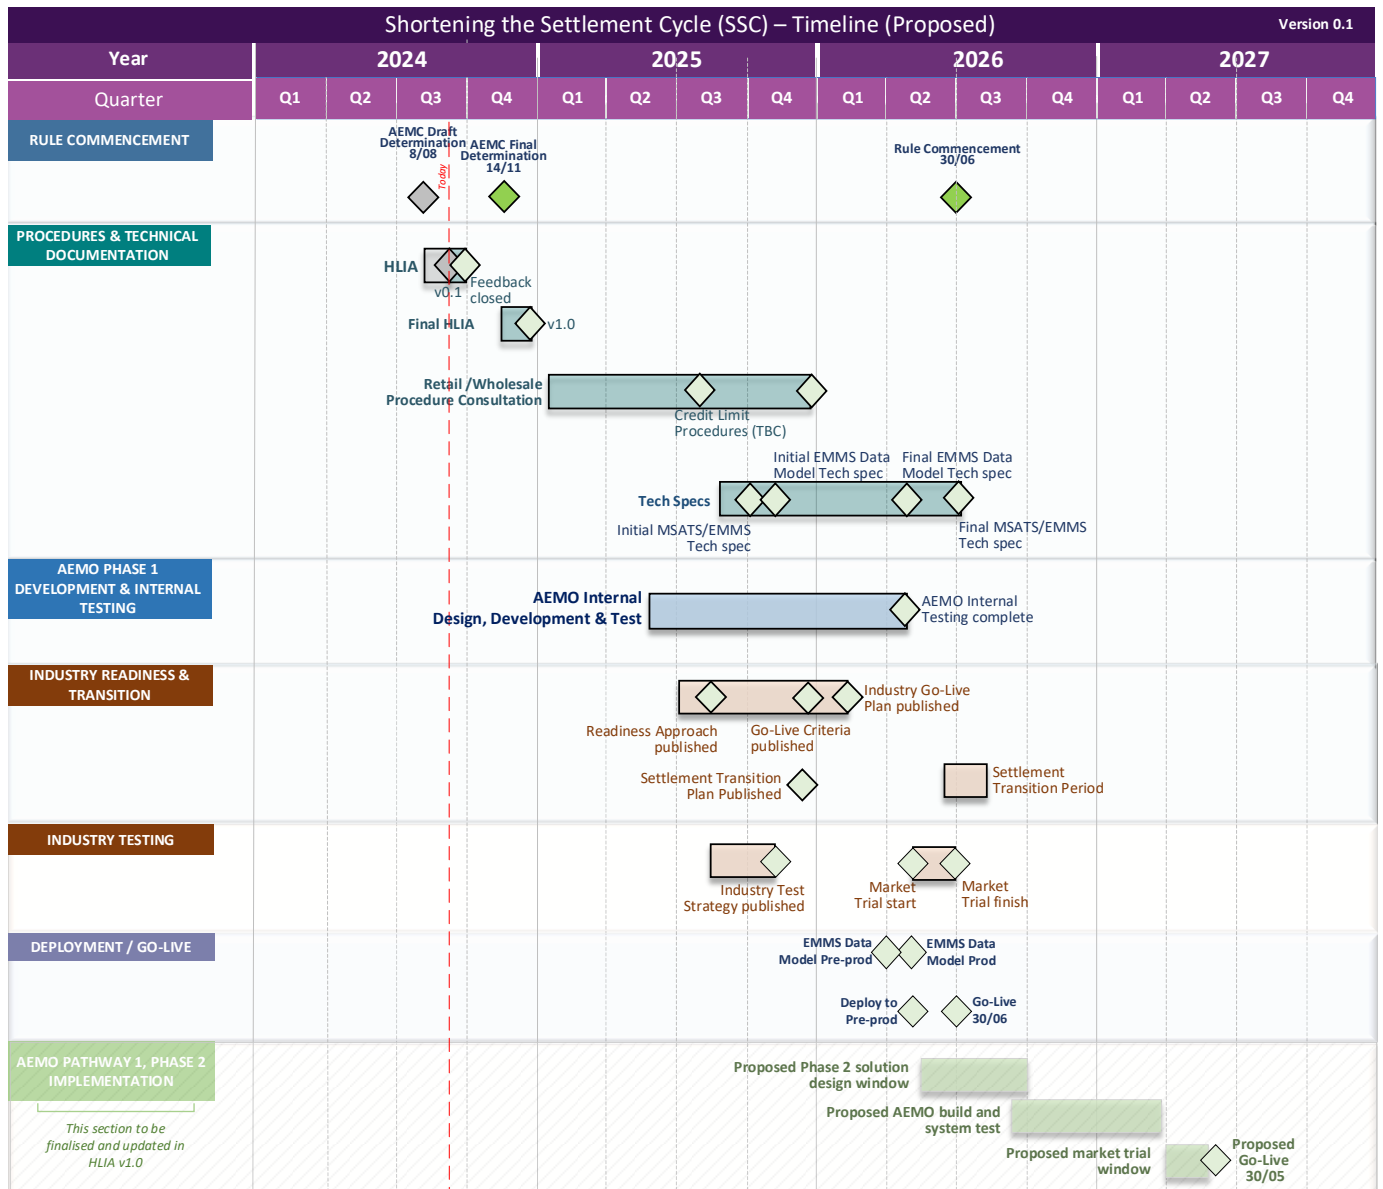 Shortening the Settlement Cycle (SSC) – Timeline (Proposed)
Version 0.1
Year
2024
2025
2026
2027
Quarter
Q1
Q2
Q3
Q4
Q1
Q2
Q3
Q4
Q1
Q2
Q3
Q4
Q1
Q2
Q3
Q4
RULE COMMENCEMENT
AEMC Draft
Determination
8/08
Today
AEMC Final
Determination
14/11
Rule Commencement
30/06
PROCEDURES & TECHNICAL
DOCUMENTATION
HLIA
v0.1
Feedback
closed
Final HLIA
v1.0
Retail /Wholesale
Procedure Consultation
Credit Limit
Procedures (TBC)
Initial EMMS Data
Model Tech spec
Final EMMS Data
Model Tech spec
Tech Specs
Initial MSATS/EMMS
Tech spec
Final MSATS/EMMS
Tech spec
AEMO PHASE 1
DEVELOPMENT & INTERNAL
TESTING
AEMO Internal
Design, Development & Test
AEMO Internal
Testing complete
INDUSTRY READINESS &
TRANSITION
Industry Go-Live
Plan published
Readiness Approach
published
Go-Live Criteria
published
Settlement Transition
Plan Published
Settlement
Transition Period
INDUSTRY TESTING
Industry Test
Strategy published
Market
Trial start
Market
Trial finish
DEPLOYMENT / GO-LIVE
EMMS Data
Model Pre-prod
EMMS Data
Model Prod
Deploy to
Pre-prod
Go-Live
30/06
AEMO PATHWAY 1, PHASE 2
IMPLEMENTATION
This section to be
finalised and updated in
HLIA v1.0
Proposed Phase 2 solution
design window
Proposed AEMO build and
system test
Proposed market trial
window
Proposed
Go-Live
30/05